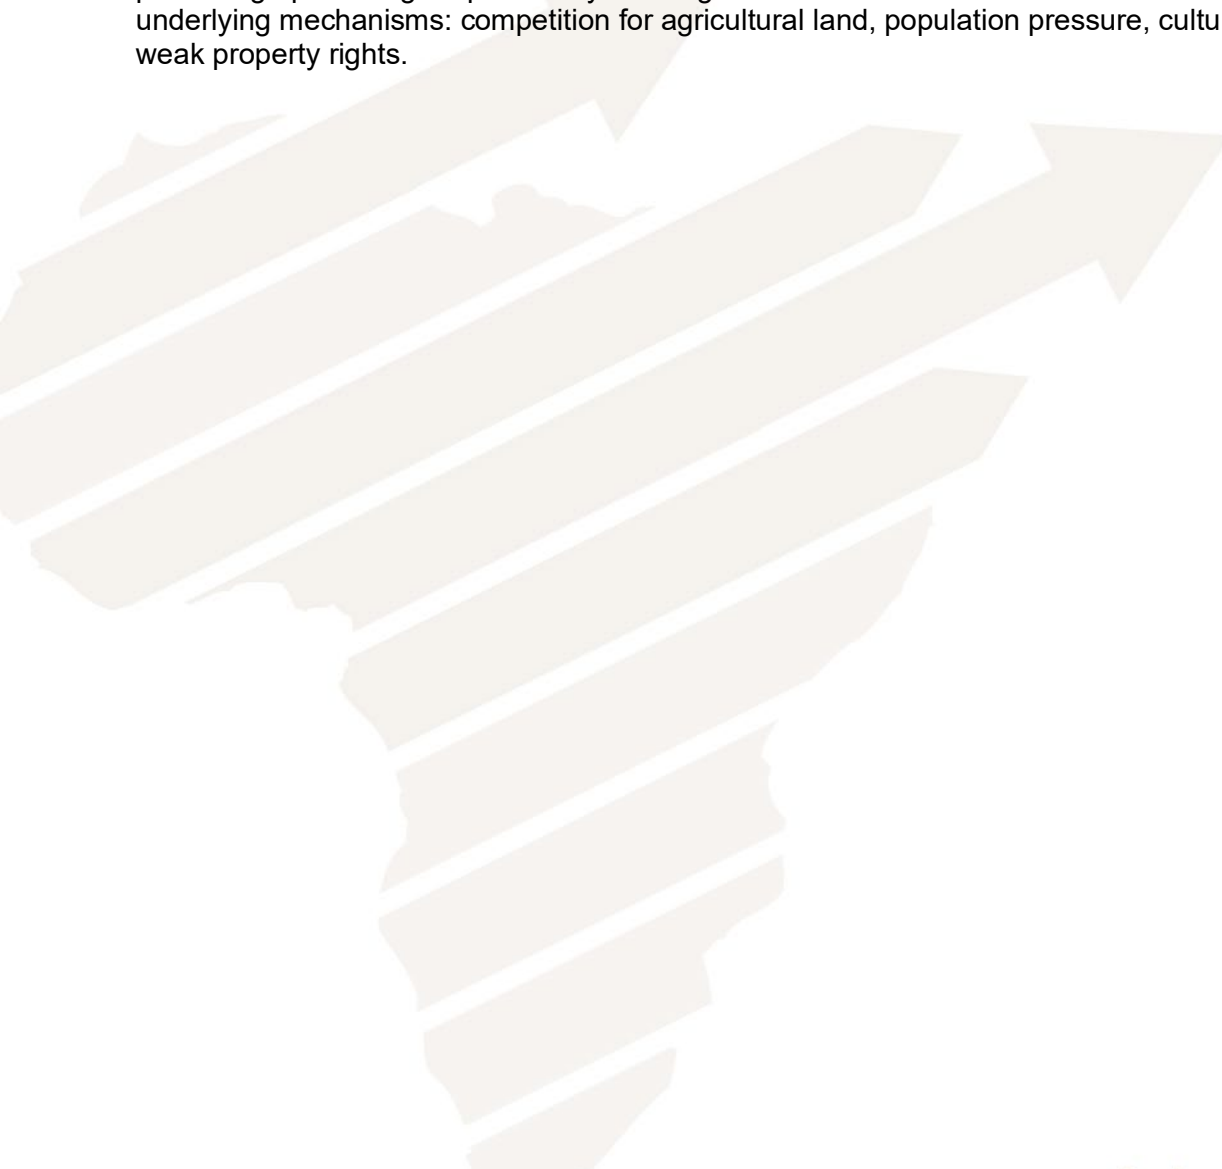 underlying mechanisms: competition for agricultural land, population pressure, cultu
weak property rights.